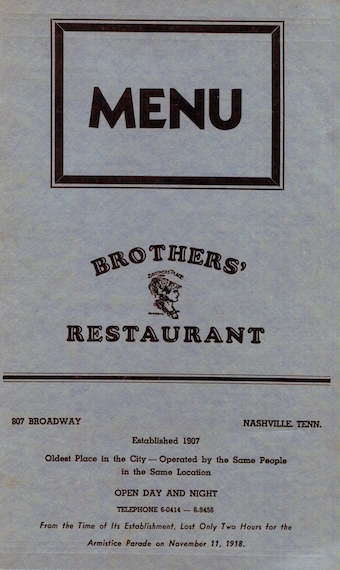 MENU
BROTHERS'
BROTHERS' PLACE
RESTAURANT
807 BROADWAY NASHVILLE, TENN.
Established 1907
Oldest Place in the City — Operated by the Same People
in the Same Location
OPEN DAY AND NIGHT
TELEPHONE 6-0414 — 6-9456
From the Time of Its Establishment, Lost Only Two Hours for the
Armistice Parade on November 11, 1918.